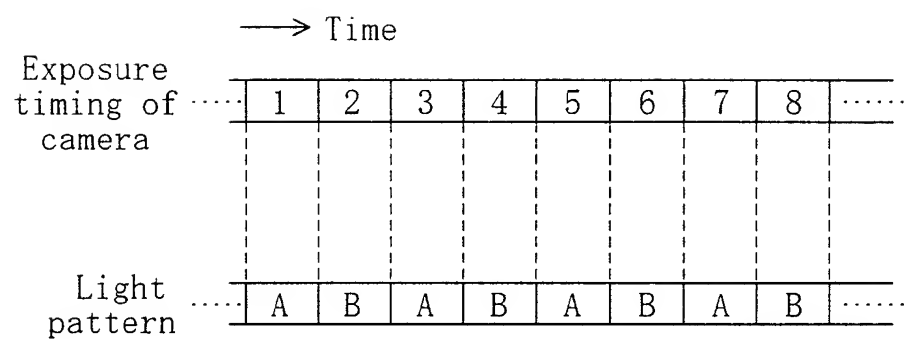 Time
Exposure
timing of
camera
1 2 3 4 5 6 7 8
Light
pattern
A B A B A B A B